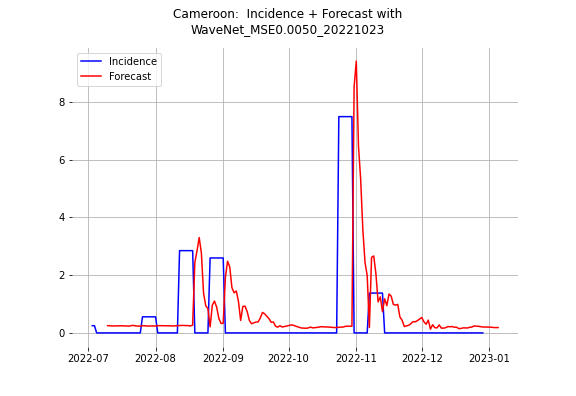 Cameroon:  Incidence + Forecast with
WaveNet_MSE0.0050_20221023
Incidence
Forecast
8
6
4
2
0
2022-07 2022-08 2022-09 2022-10 2022-11 2022-12 2023-01